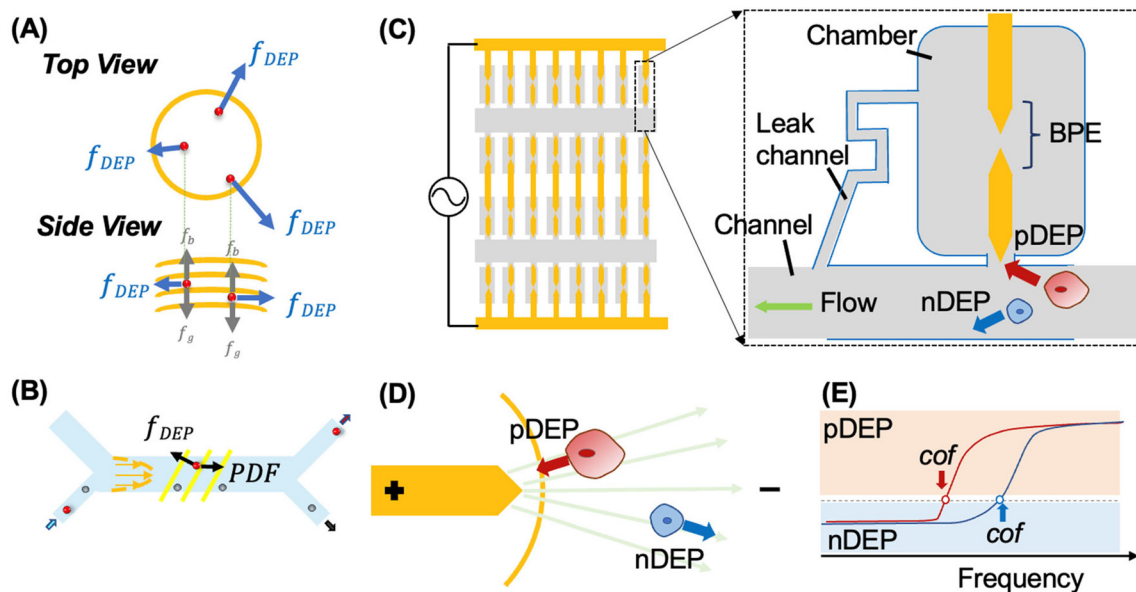 (A)
Top View
f_DEP
f_DEP
f_DEP
Side View
f_b
f_b
f_DEP
f_DEP
f_g
f_g
(B)
f_DEP
PDF
(C)
Chamber
BPE
Leak
channel
Channel
pDEP
nDEP
Flow
(D)
pDEP
+
−
nDEP
(E)
pDEP
cof
cof
nDEP
Frequency